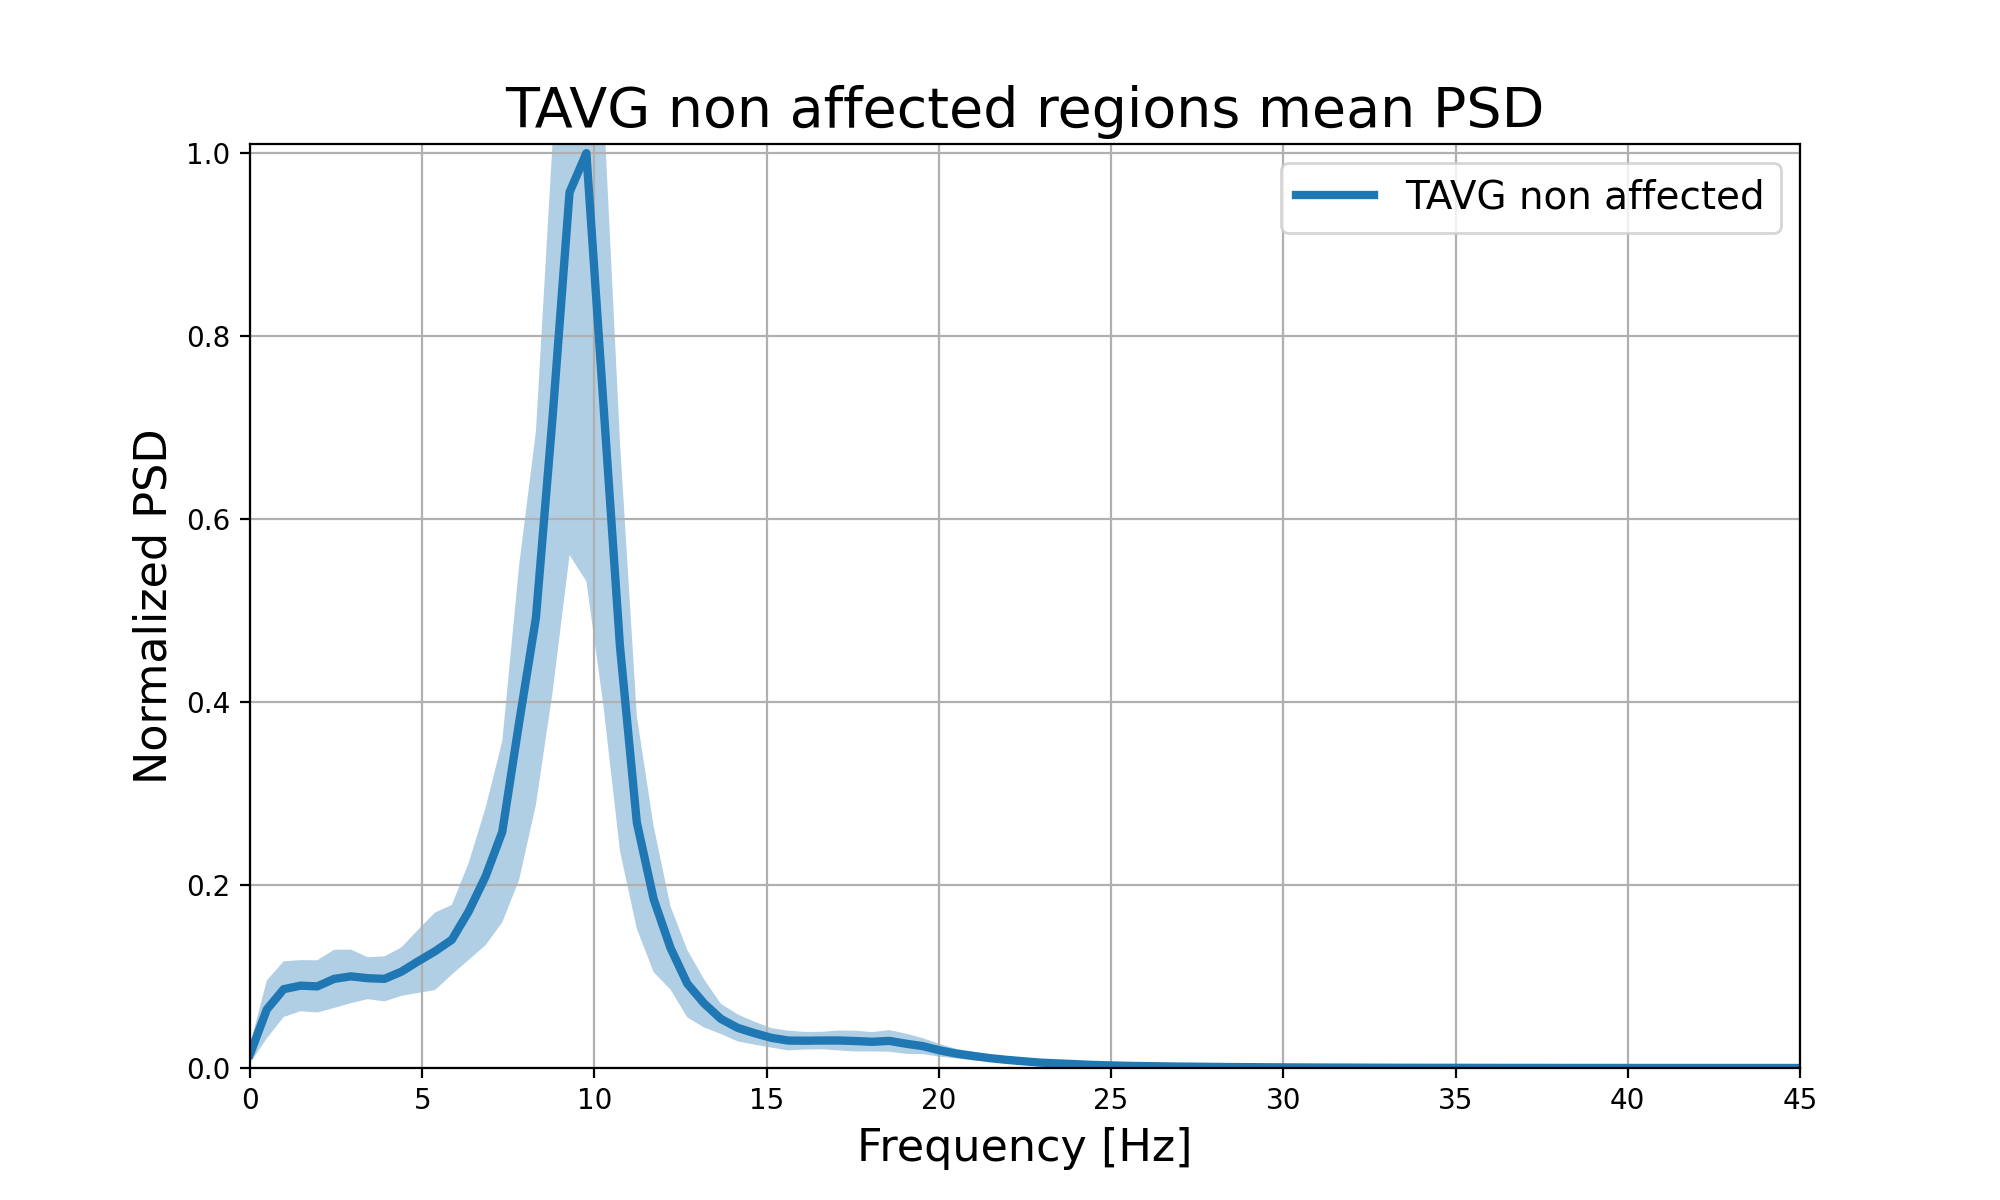 TAVG non affected regions mean PSD
1.0
TAVG non affected
0.8
0.6
0.4
0.2
0.0
Normalized PSD
0 5 10 15 20 25 30 35 40 45
Frequency [Hz]